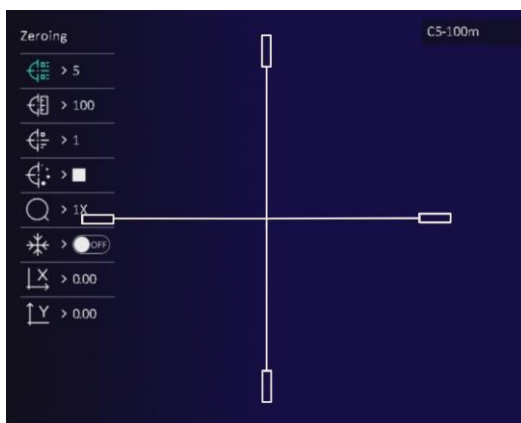 Zeroing
C5-100m
> 5
> 100
> 1
>
> 1X
> OFF
X > 0.00
Y > 0.00